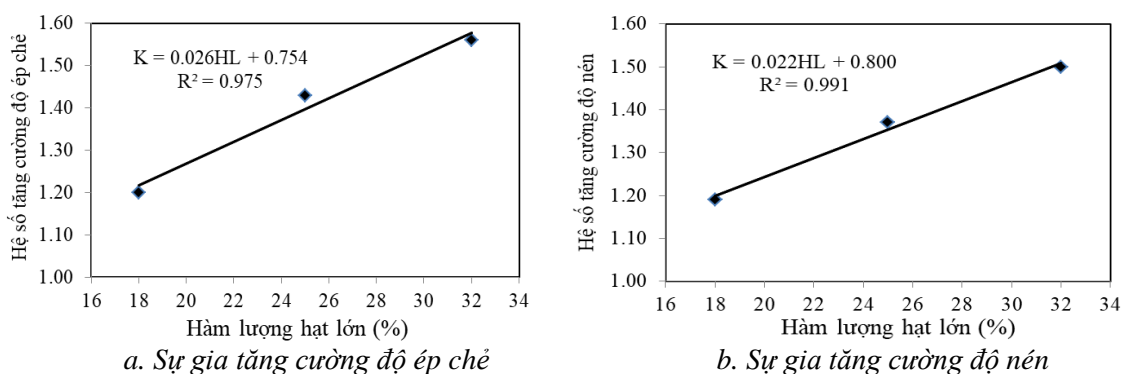 1.60
1.50
1.40
1.30
1.20
1.10
1.00
Hệ số tăng cường độ ép chẻ
K = 0.026HL + 0.754
R² = 0.975
16 18 20 22 24 26 28 30 32 34
Hàm lượng hạt lớn (%)
a. Sự gia tăng cường độ ép chẻ
1.60
1.50
1.40
1.30
1.20
1.10
1.00
Hệ số tăng cường độ nén
K = 0.022HL + 0.800
R² = 0.991
16 18 20 22 24 26 28 30 32 34
Hàm lượng hạt lớn (%)
b. Sự gia tăng cường độ nén